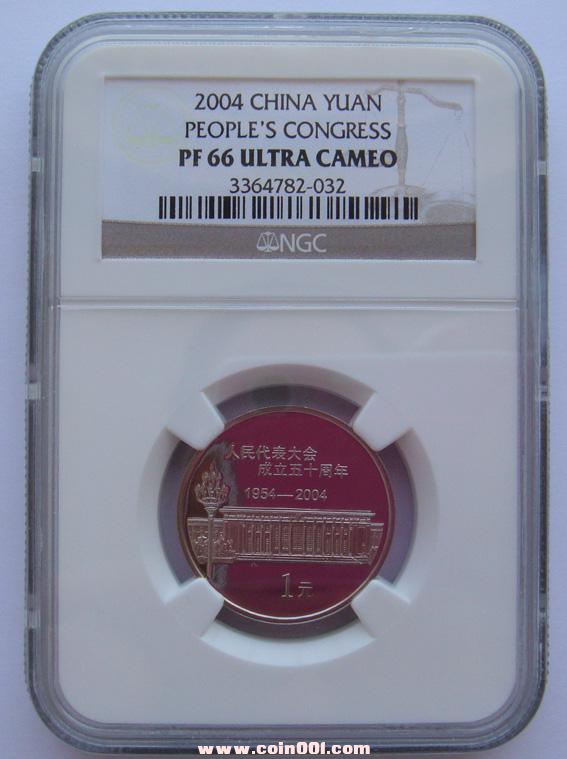 2004 CHINA YUAN
PEOPLE'S CONGRESS
PF 66 ULTRA CAMEO
3364782-032
NGC
人民代表大会
成立五十周年
1954—2004
1元
www.coin001.com